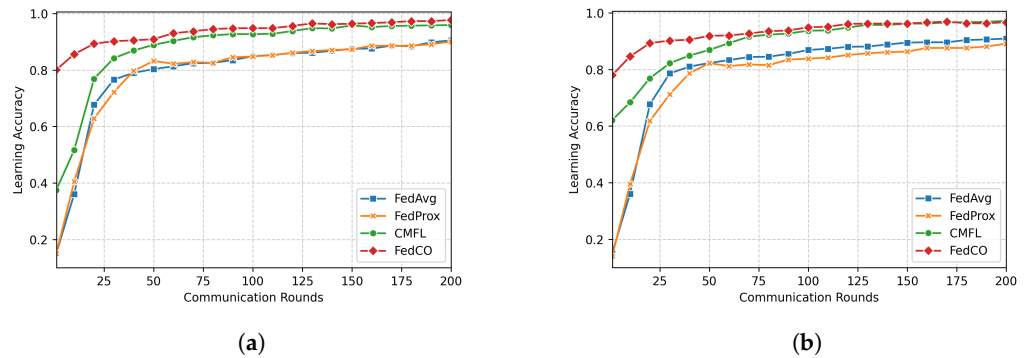 1.0
0.8
0.6
0.4
0.2
Learning Accuracy
25 50 75 100 125 150 175 200
Communication Rounds
FedAvg
FedProx
CMFL
FedCO
(a)
1.0
0.8
0.6
0.4
0.2
Learning Accuracy
25 50 75 100 125 150 175 200
Communication Rounds
FedAvg
FedProx
CMFL
FedCO
(b)